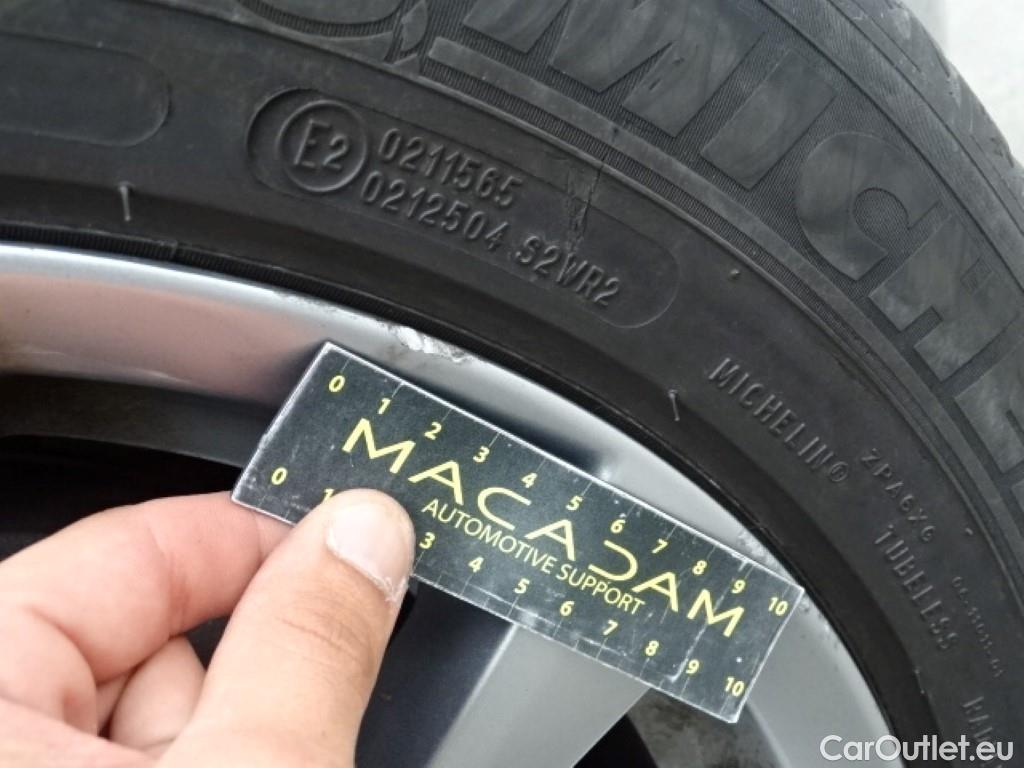 MICHE
E2
0211565
0212504 S2WR2
MICHELIN®
TUBELESS
0 1 2 3 4 5 6 7 8 9 10
MACADAM
AUTOMOTIVE SUPPORT
0 1 3 4 5 6 7 8 9 10
CarOutlet.eu